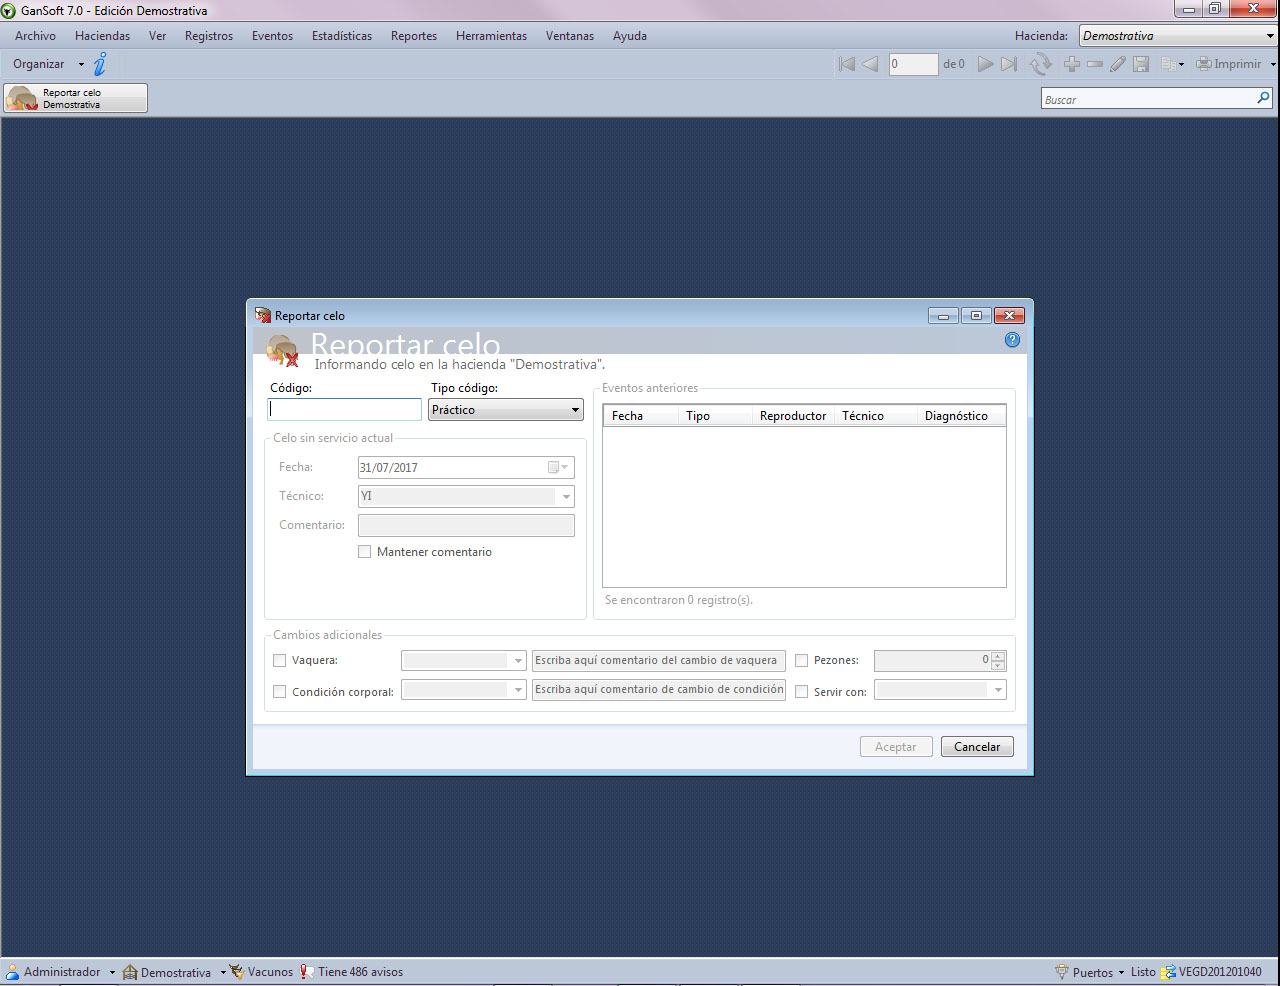 GanSoft 7.0 - Edición Demostrativa
Archivo Haciendas Ver Registros Eventos Estadísticas Reportes Herramientas Ventanas Ayuda Hacienda: Demostrativa
Organizar 0 de 0 Imprimir
Reportar celo
Demostrativa
Buscar
Reportar celo
Reportar celo
Informando celo en la hacienda "Demostrativa".
Código: Tipo código:
Práctico
Celo sin servicio actual
Fecha: 31/07/2017
Técnico: YI
Comentario:
Mantener comentario
Eventos anteriores
Fecha Tipo Reproductor Técnico Diagnóstico
Se encontraron 0 registro(s).
Cambios adicionales
Vaquera: Escriba aquí comentario del cambio de vaquera Pezones: 0
Condición corporal: Escriba aquí comentario de cambio de condición Servir con:
Aceptar Cancelar
Administrador Demostrativa Vacunos Tiene 486 avisos Puertos Listo VEGD201201040